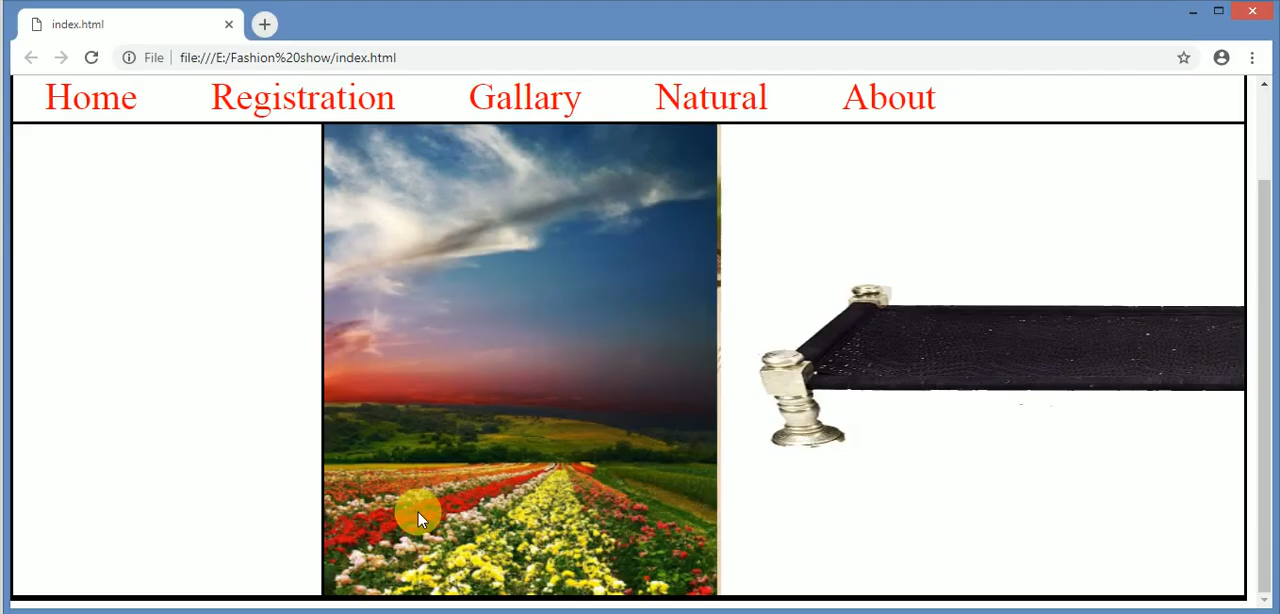 index.html
File file:///E:/Fashion%20show/index.html
Home Registration Gallary Natural About